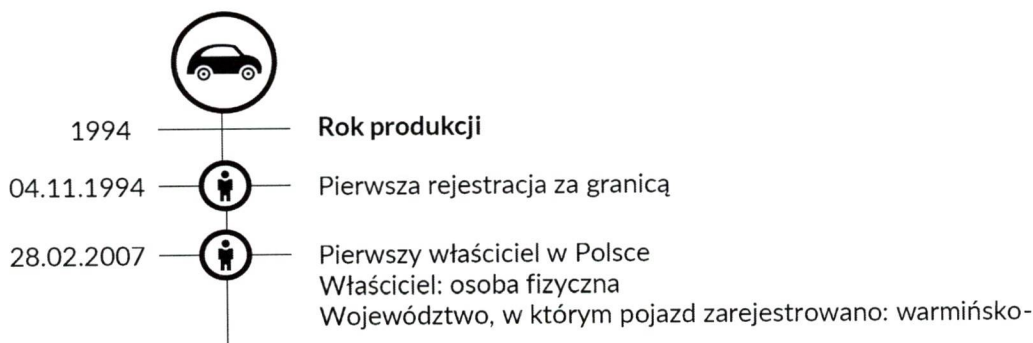 1994 Rok produkcji
04.11.1994 Pierwsza rejestracja za granicą
28.02.2007 Pierwszy właściciel w Polsce
Właściciel: osoba fizyczna
Województwo, w którym pojazd zarejestrowano: warmińsko-